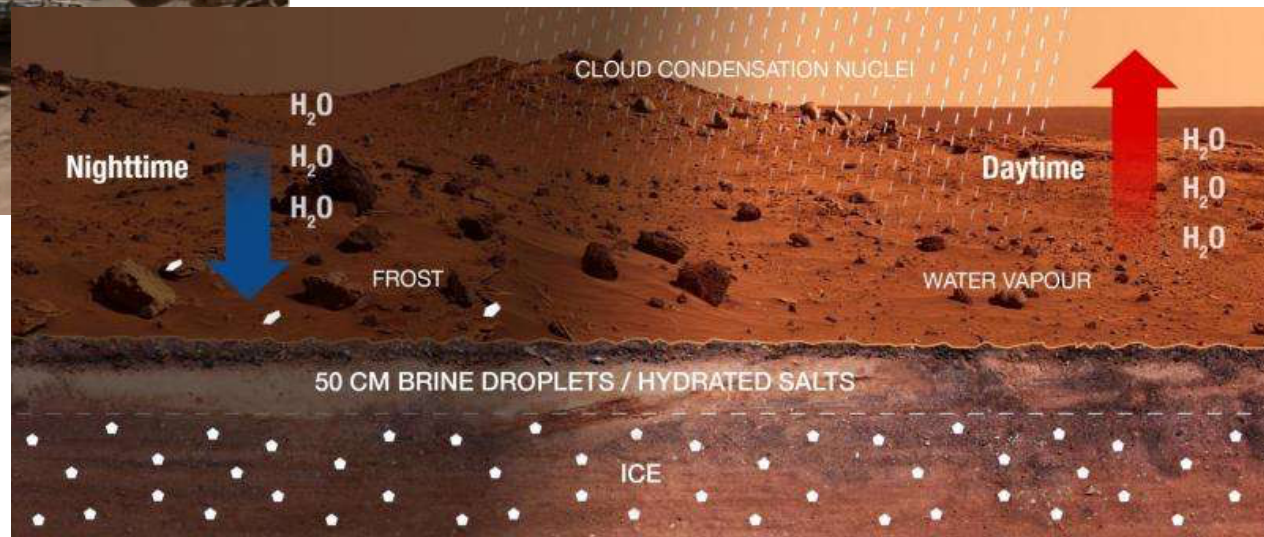 CLOUD CONDENSATION NUCLEI
H₂O
Nighttime
H₂O
H₂O
FROST
H₂O
Daytime
H₂O
H₂O
WATER VAPOUR
50 CM BRINE DROPLETS / HYDRATED SALTS
ICE